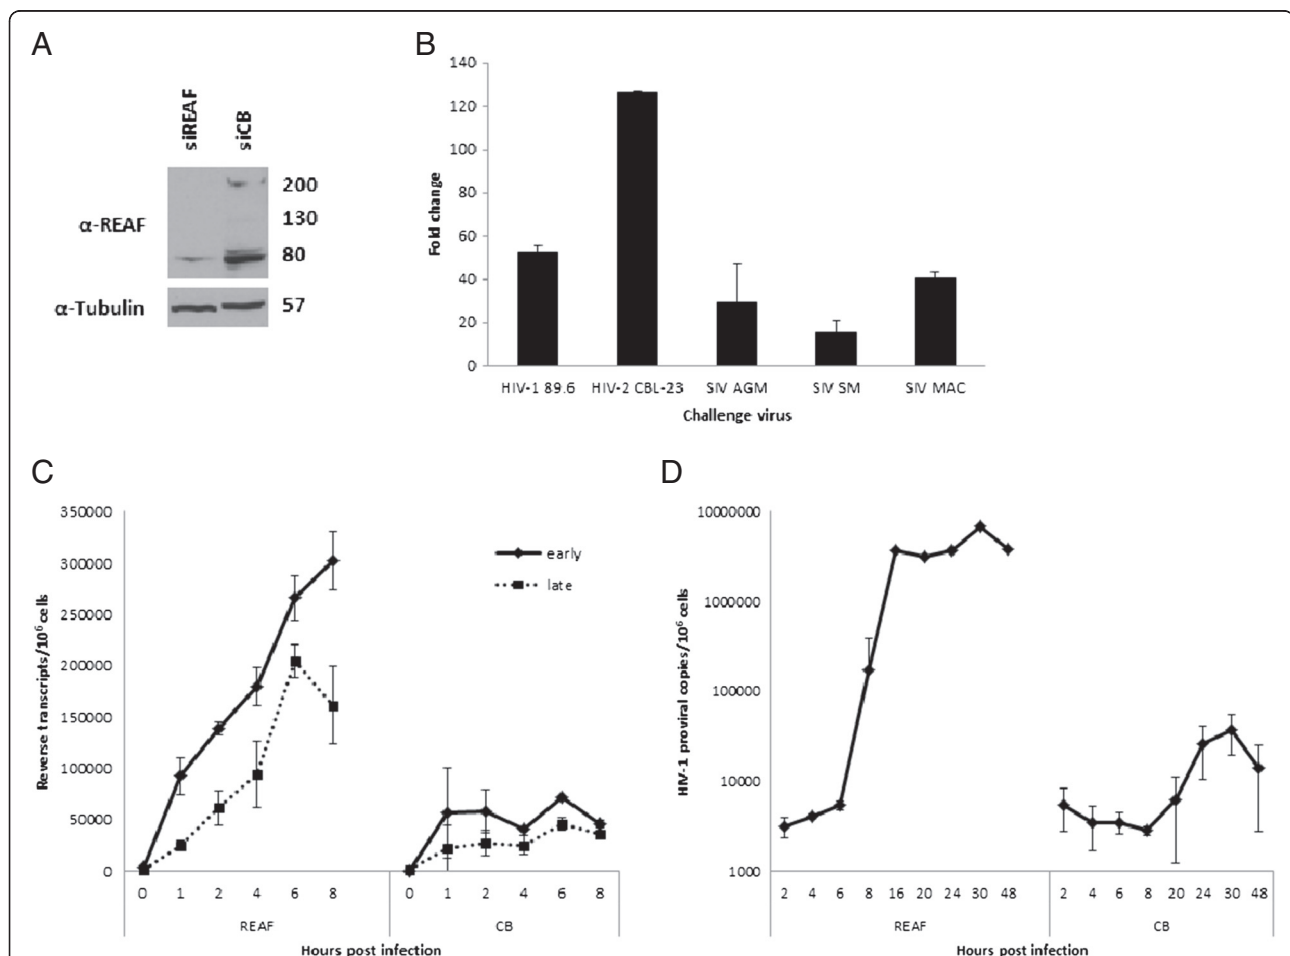 A
siREAF
siCB
α-REAF
200
130
80
α-Tubulin
57
B
Fold change
140
120
100
80
60
40
20
0
HIV-1 89.6 HIV-2 CBL-23 SIV AGM SIV SM SIV MAC
Challenge virus
C
Reverse transcripts/10⁶ cells
350000
300000
250000
200000
150000
100000
50000
0
early
late
0 1 2 4 6 8 0 1 2 4 6 8
REAF CB
Hours post infection
D
HIV-1 proviral copies/10⁶ cells
10000000
1000000
100000
10000
1000
2 4 6 8 16 20 24 30 48 2 4 6 8 20 24 30 48
REAF CB
Hours post infection